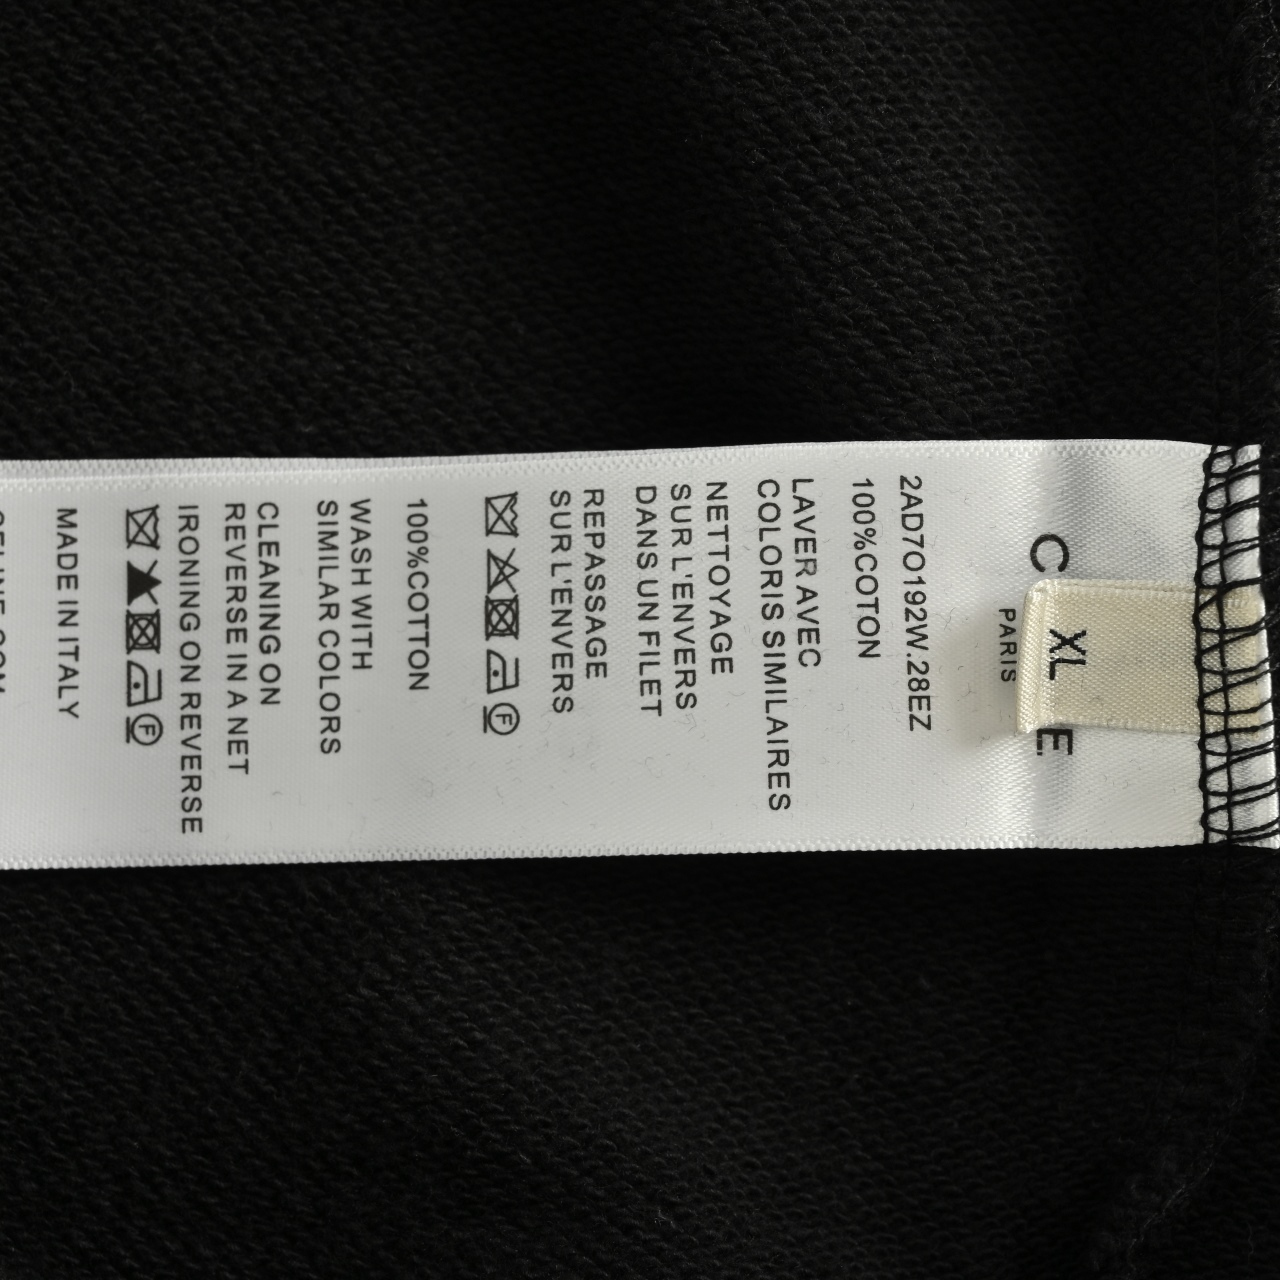 C E
XL
PARIS
2AD7O192W.28EZ
100%COTON
LAVER AVEC
COLORIS SIMILAIRES
NETTOYAGE
SUR L'ENVERS
DANS UN FILET
REPASSAGE
SUR L'ENVERS
F
100%COTTON
WASH WITH
SIMILAR COLORS
CLEANING ON
REVERSE IN A NET
IRONING ON REVERSE
F
MADE IN ITALY